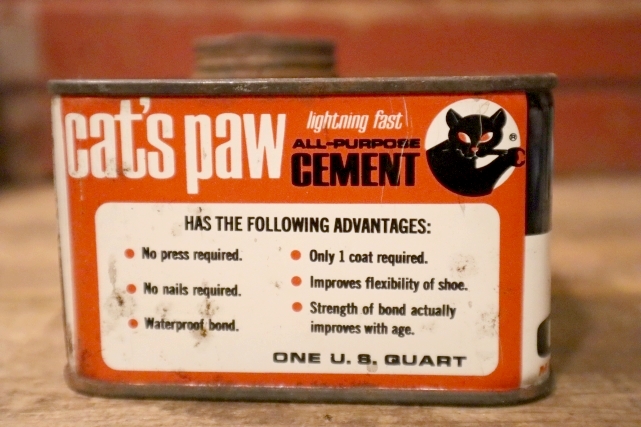 cat's paw
lightning fast
ALL-PURPOSE
CEMENT
®
HAS THE FOLLOWING ADVANTAGES:
No press required.
No nails required.
Waterproof bond.
Only 1 coat required.
Improves flexibility of shoe.
Strength of bond actually
improves with age.
ONE U. S. QUART